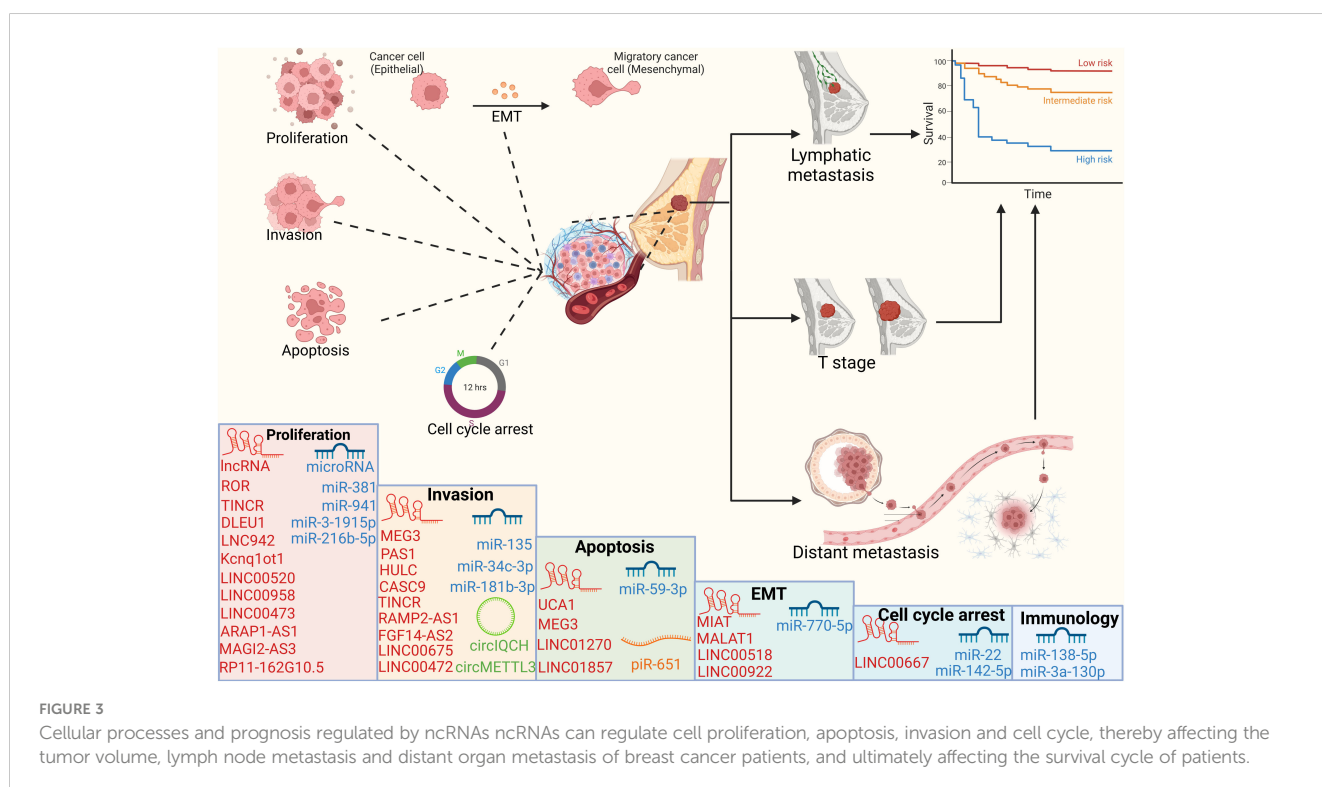 Cancer cell
(Epithelial)
EMT
Migratory cancer
cell (Mesenchymal)
Proliferation
Invasion
Apoptosis
M
G1
G2
12 hrs
S
Cell cycle arrest
Lymphatic
metastasis
T stage
Distant metastasis
Survival
100
80
60
40
20
0
Low risk
Intermediate risk
High risk
Time
Proliferation
lncRNA
ROR
TINCR
DLEU1
LNC942
Kcnq1ot1
LINC00520
LINC00958
LINC00473
ARAP1-AS1
MAGI2-AS3
RP11-162G10.5
microRNA
miR-381
miR-941
miR-3-1915p
miR-216b-5p
Invasion
MEG3
PAS1
HULC
CASC9
TINCR
RAMP2-AS1
FGF14-AS2
LINC00675
LINC00472
miR-135
miR-34c-3p
miR-181b-3p
circIQCH
circMETTL3
Apoptosis
UCA1
MEG3
LINC01270
LINC01857
miR-59-3p
piR-651
EMT
MIAT
MALAT1
LINC00518
LINC00922
miR-770-5p
Cell cycle arrest
LINC00667
miR-22
miR-142-5p
Immunology
miR-138-5p
miR-3a-130p
FIGURE 3
Cellular processes and prognosis regulated by ncRNAs ncRNAs can regulate cell proliferation, apoptosis, invasion and cell cycle, thereby affecting the
tumor volume, lymph node metastasis and distant organ metastasis of breast cancer patients, and ultimately affecting the survival cycle of patients.